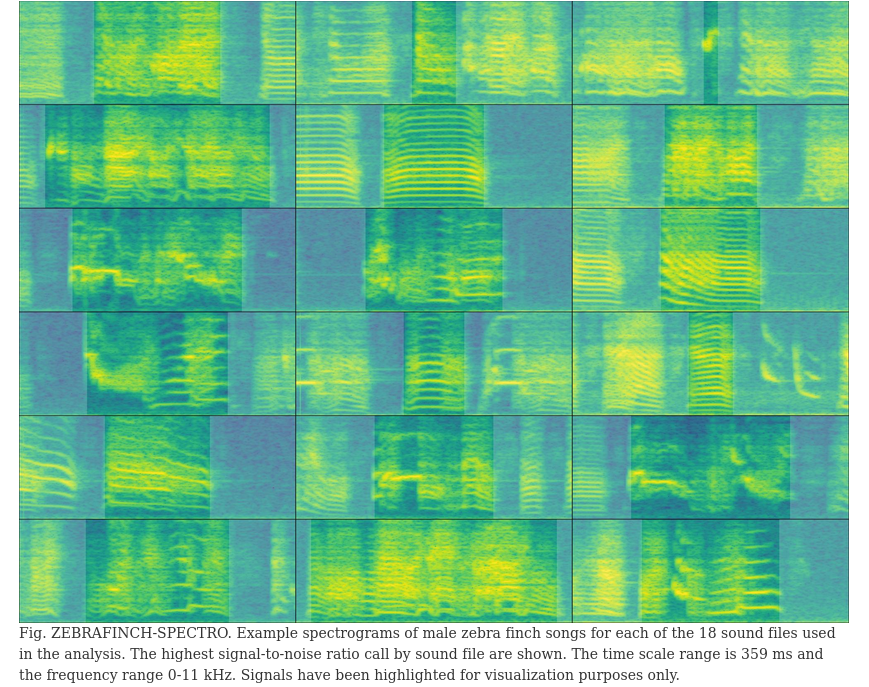 Fig. ZEBRAFINCH-SPECTRO. Example spectrograms of male zebra finch songs for each of the 18 sound files used
in the analysis. The highest signal-to-noise ratio call by sound file are shown. The time scale range is 359 ms and
the frequency range 0-11 kHz. Signals have been highlighted for visualization purposes only.